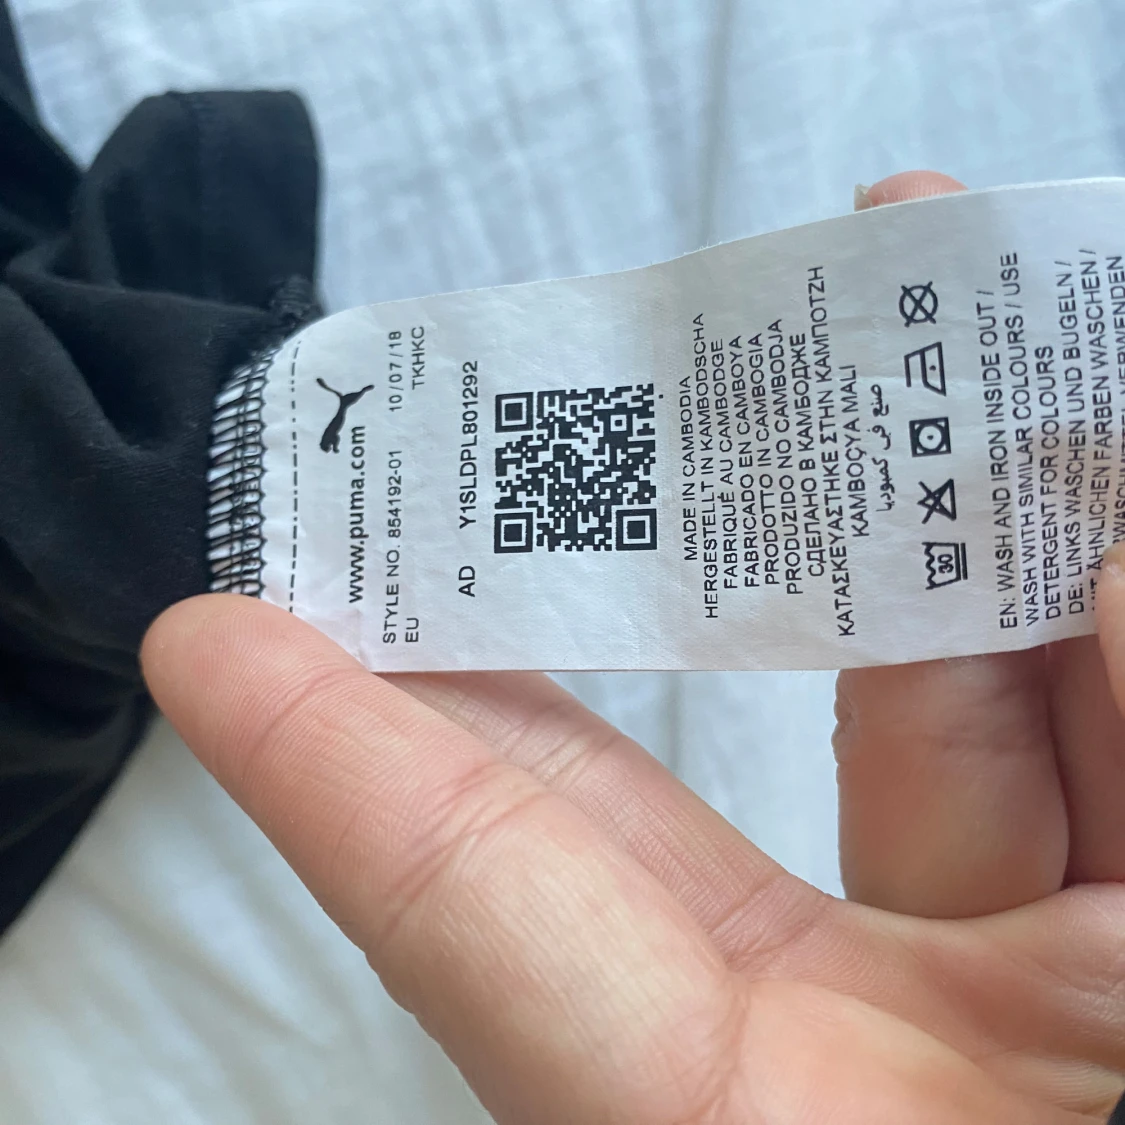 www.puma.com
STYLE NO. 854192-01 10/07/18
EU TKHKC
AD Y1SLDPL801292
MADE IN CAMBODIA
HERGESTELLT IN KAMBODSCHA
FABRIQUÉ AU CAMBODGE
FABRICADO EN CAMBOYA
PRODOTTO IN CAMBOGIA
PRODUZIDO NO CAMBODJA
СДЕЛАНО В КАМБОДЖЕ
ΚΑΤΑΣΚΕΥΑΣΤΗΚΕ ΣΤΗΝ ΚΑΜΠΟΤΖΗ
KAMBOÇYA MALI
صنع في كمبوديا
30
EN: WASH AND IRON INSIDE OUT /
WASH WITH SIMILAR COLOURS / USE
DETERGENT FOR COLOURS
DE: LINKS WASCHEN UND BUGELN /
MIT ÄHNLICHEN FARBEN WASCHEN /